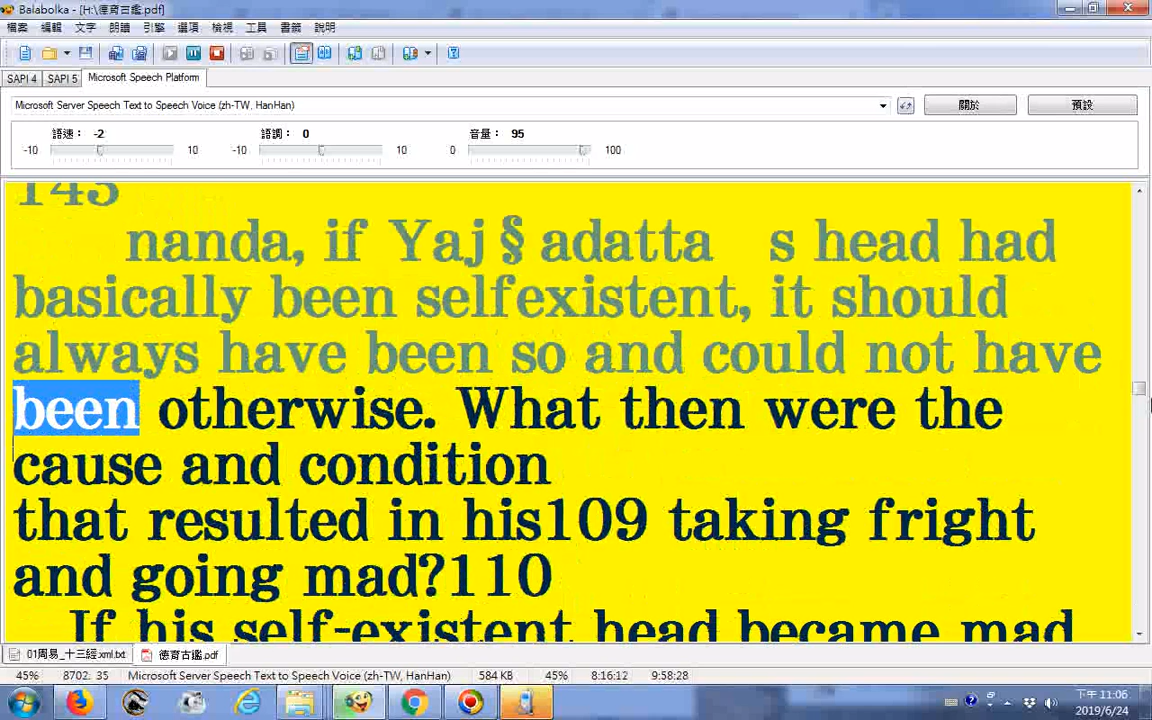 Balabolka - [H:\德育古鑑.pdf]
檔案 編輯 文字 朗讀 引擎 選項 檢視 工具 書籤 說明
SAPI 4 SAPI 5 Microsoft Speech Platform
Microsoft Server Speech Text to Speech Voice (zh-TW, HanHan) 關於 預設
語速： -2 語調： 0 音量： 95
-10 10 -10 10 0 100
143
nanda, if Yaj§adatta s head had
basically been selfexistent, it should
always have been so and could not have
been otherwise. What then were the
cause and condition
that resulted in his109 taking fright
and going mad?110
If his self-existent head became mad
01周易_十三經.xml.txt 德育古鑑.pdf
45% 8702: 35 Microsoft Server Speech Text to Speech Voice (zh-TW, HanHan) 584 KB 45% 8:16:12 9:58:28
下午 11:06
2019/6/24